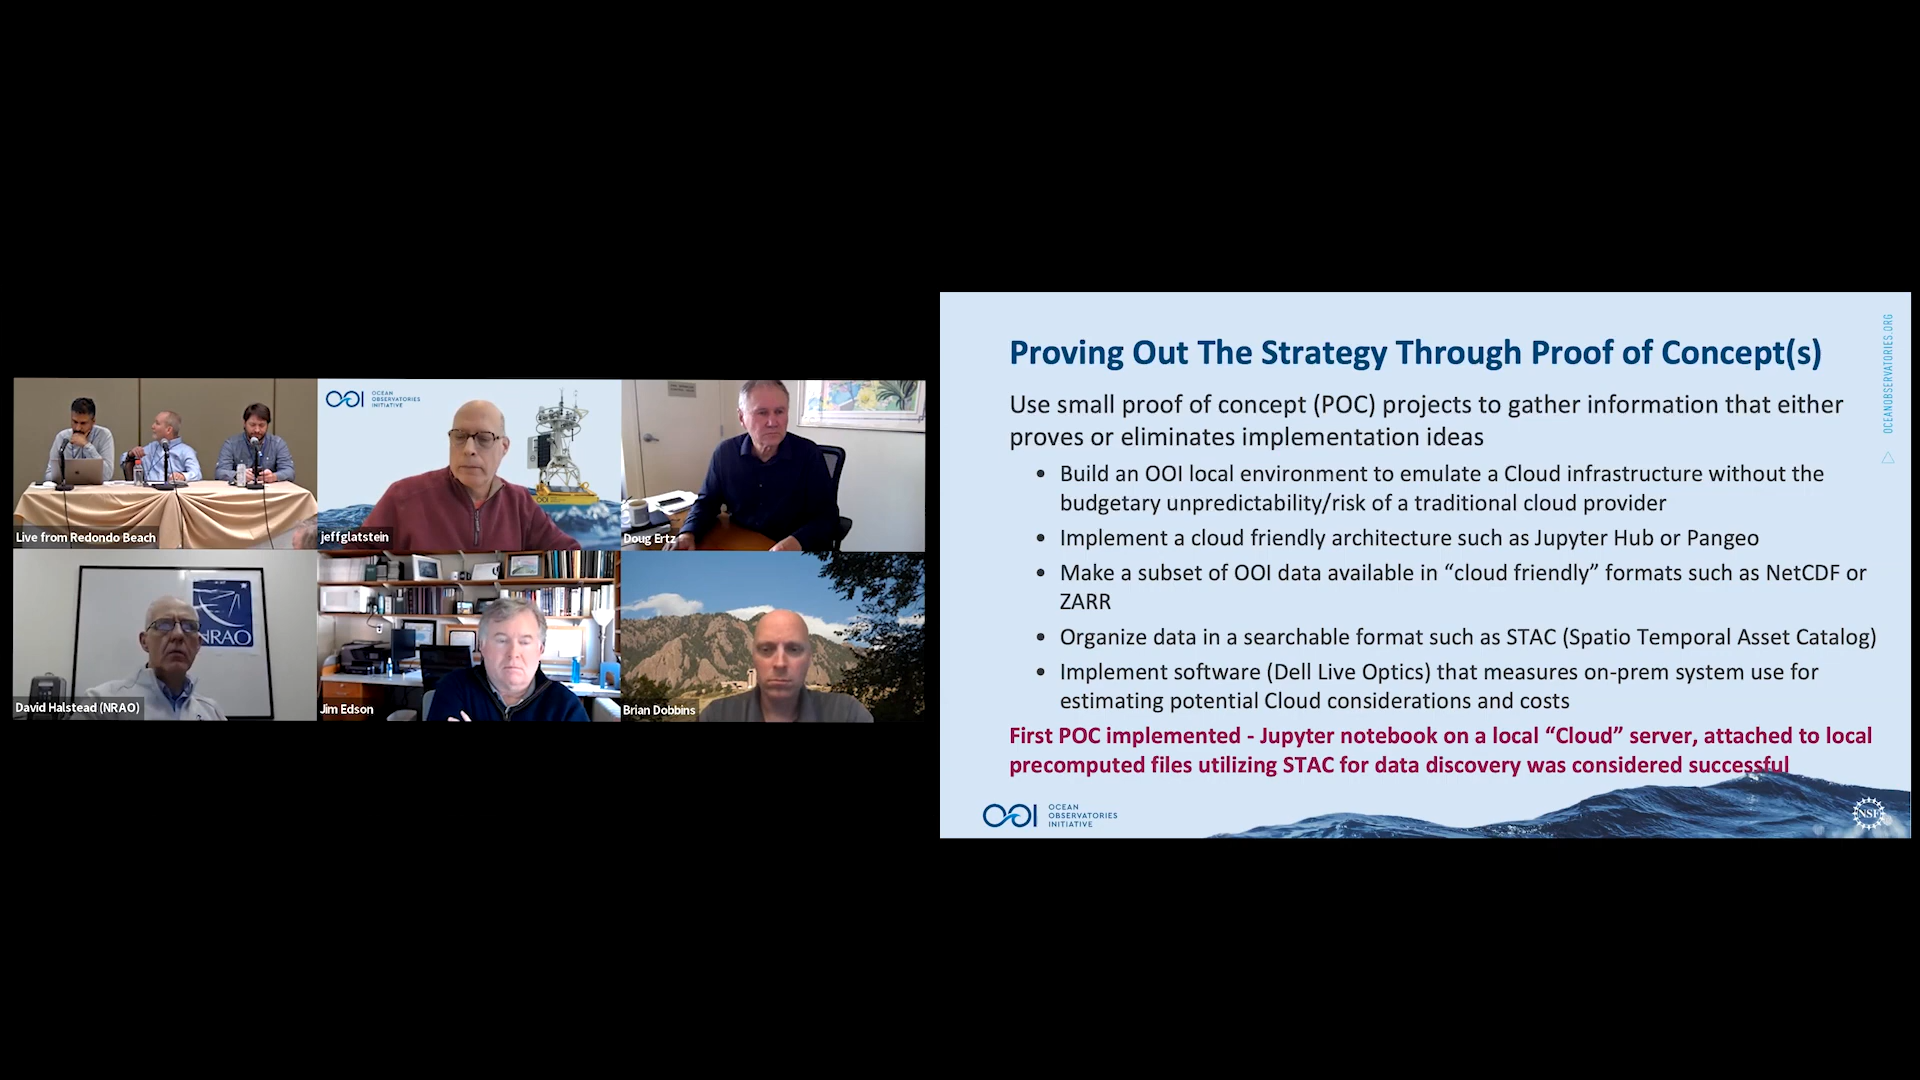 OCEAN
OBSERVATORIES
INITIATIVE
Live from Redondo Beach
jeffglatstein
Doug Ertz
NRAO
David Halstead (NRAO)
Jim Edson
Brian Dobbins
Proving Out The Strategy Through Proof of Concept(s)
Use small proof of concept (POC) projects to gather information that either
proves or eliminates implementation ideas
• Build an OOI local environment to emulate a Cloud infrastructure without the
budgetary unpredictability/risk of a traditional cloud provider
• Implement a cloud friendly architecture such as Jupyter Hub or Pangeo
• Make a subset of OOI data available in “cloud friendly” formats such as NetCDF or
ZARR
• Organize data in a searchable format such as STAC (Spatio Temporal Asset Catalog)
• Implement software (Dell Live Optics) that measures on-prem system use for
estimating potential Cloud considerations and costs
First POC implemented - Jupyter notebook on a local “Cloud” server, attached to local
precomputed files utilizing STAC for data discovery was considered successful
OCEANOBSERVATORIES.ORG
OOI
OCEAN
OBSERVATORIES
INITIATIVE
NSF